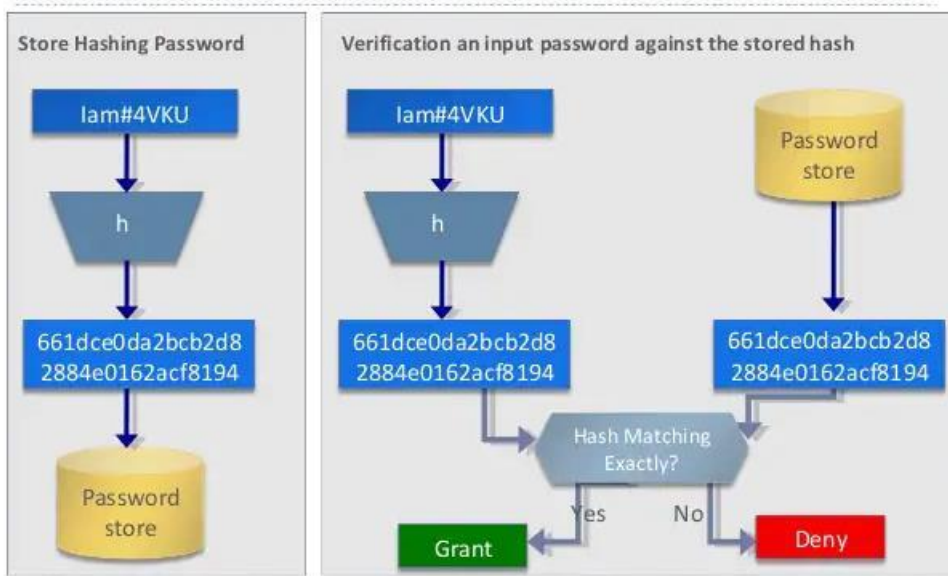 Store Hashing Password
Iam#4VKU
h
661dce0da2bcb2d8
2884e0162acf8194
Password
store
Verification an input password against the stored hash
Iam#4VKU
h
661dce0da2bcb2d8
2884e0162acf8194
Password
store
661dce0da2bcb2d8
2884e0162acf8194
Hash Matching
Exactly?
Yes
No
Grant
Deny